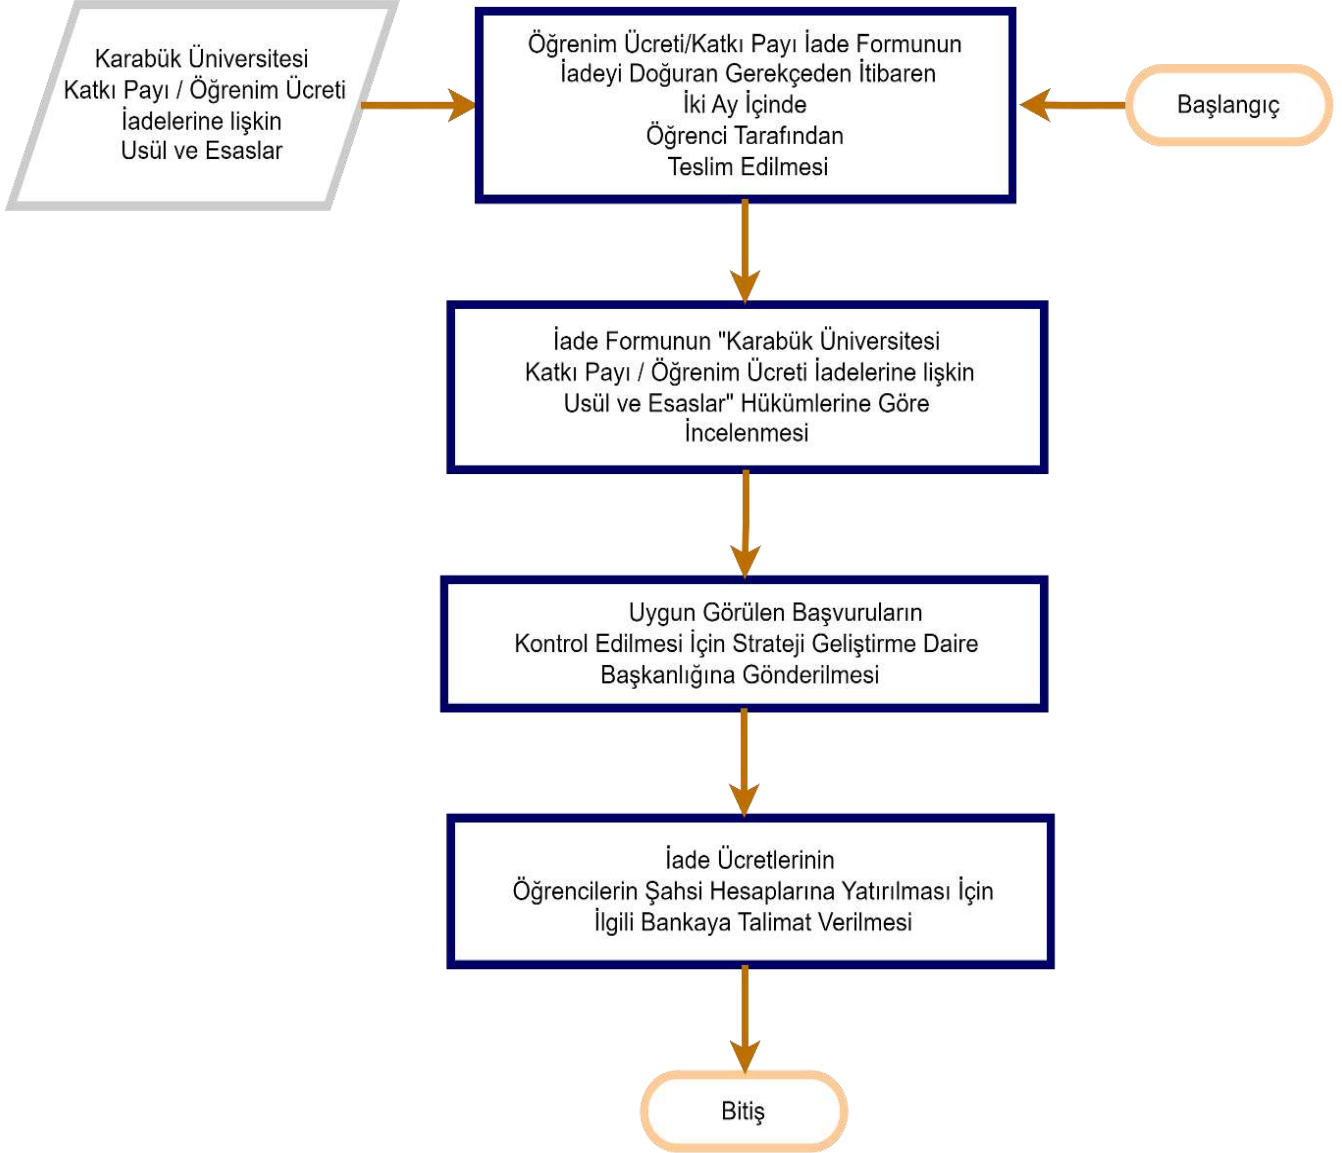 Karabük Üniversitesi
Katkı Payı / Öğrenim Ücreti
İadelerine lişkin
Usül ve Esaslar
Öğrenim Ücreti/Katkı Payı İade Formunun
İadeyi Doğuran Gerekçeden İtibaren
İki Ay İçinde
Öğrenci Tarafından
Teslim Edilmesi
Başlangıç
İade Formunun "Karabük Üniversitesi
Katkı Payı / Öğrenim Ücreti İadelerine lişkin
Usül ve Esaslar" Hükümlerine Göre
İncelenmesi
Uygun Görülen Başvuruların
Kontrol Edilmesi İçin Strateji Geliştirme Daire
Başkanlığına Gönderilmesi
İade Ücretlerinin
Öğrencilerin Şahsi Hesaplarına Yatırılması İçin
İlgili Bankaya Talimat Verilmesi
Bitiş